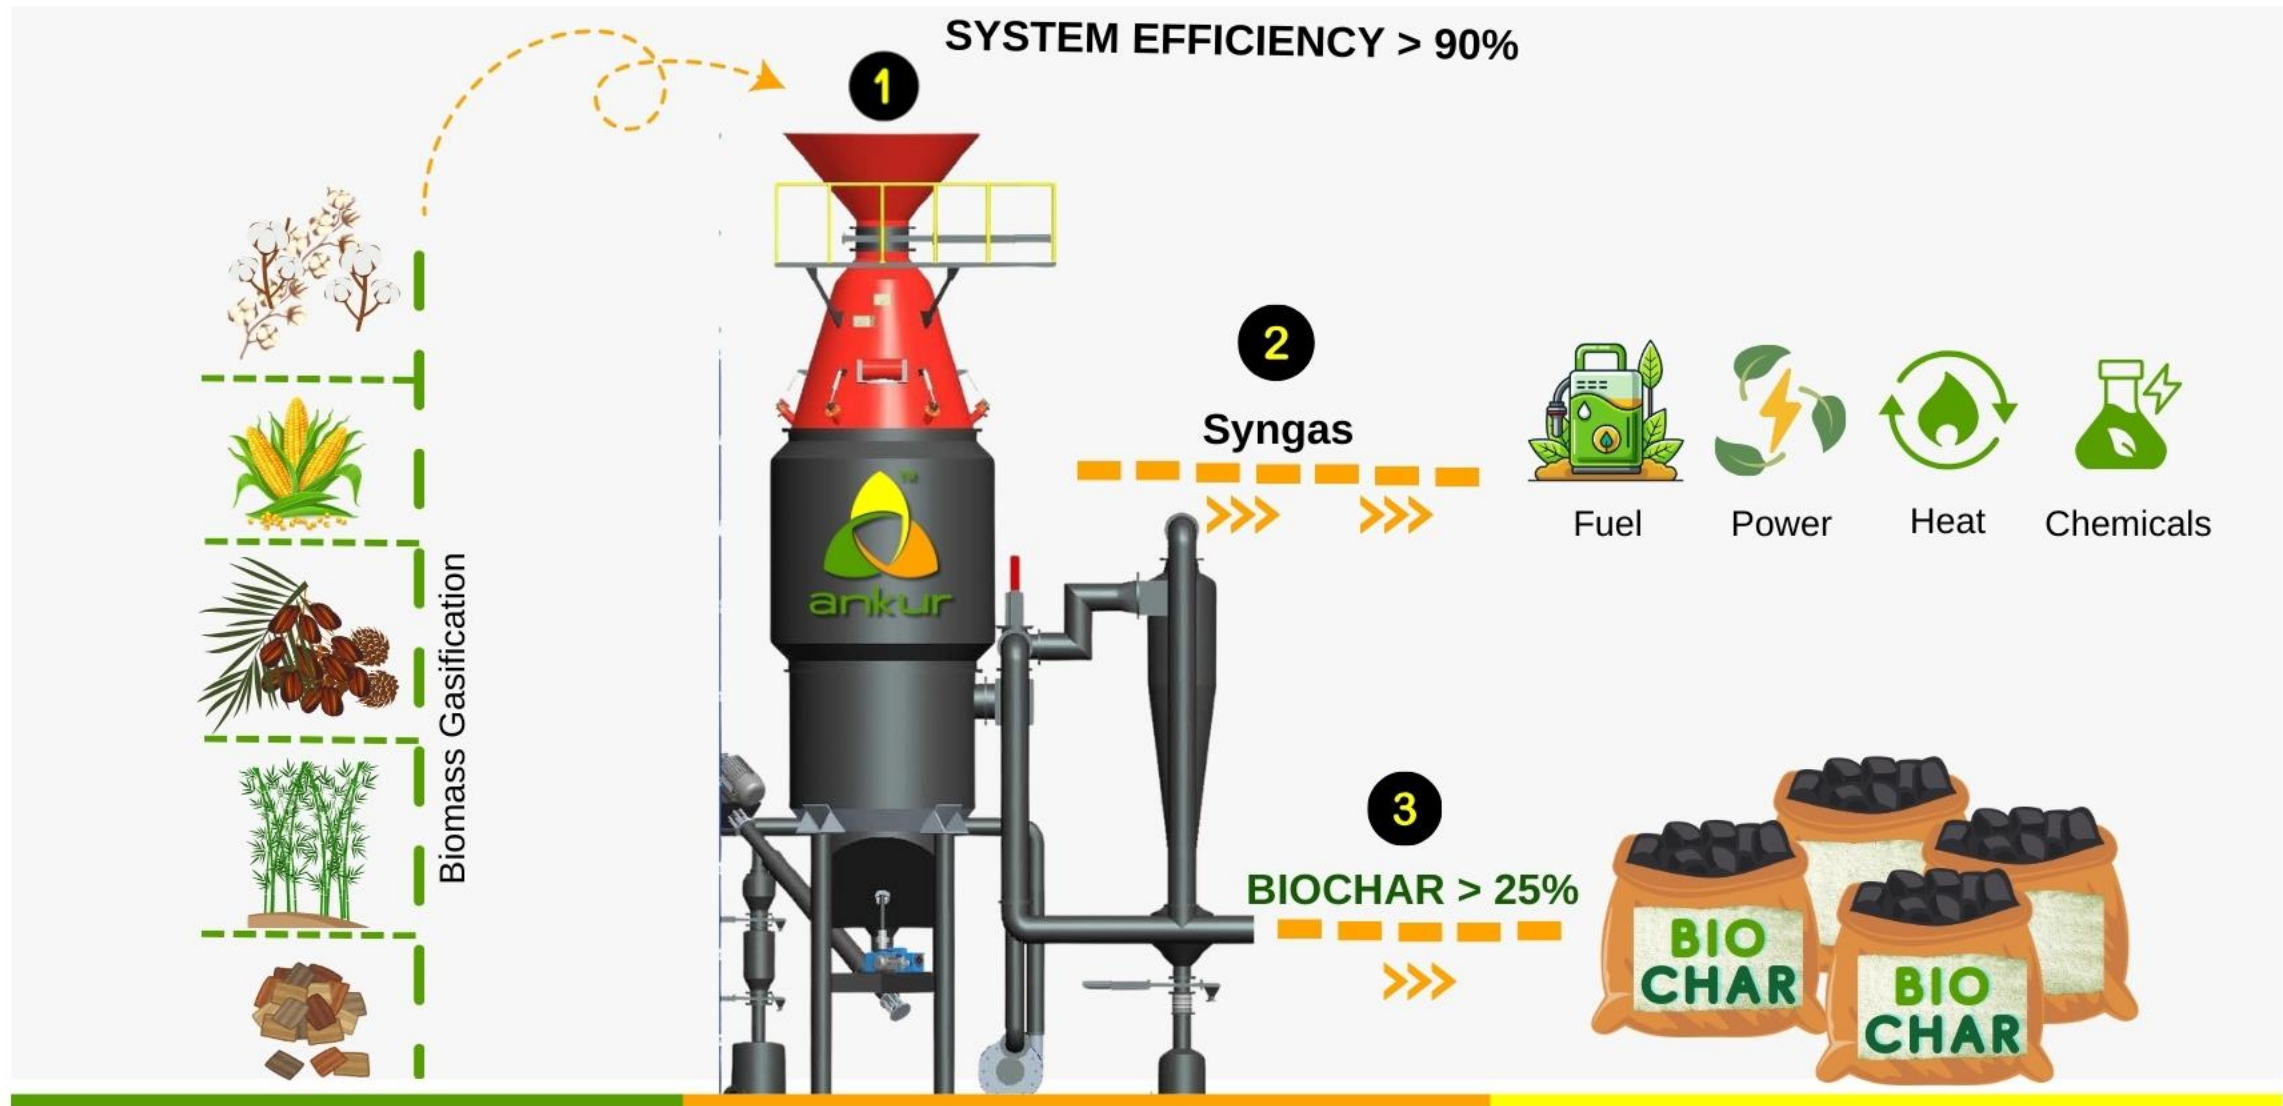 SYSTEM EFFICIENCY > 90%
1
2
Syngas
TM
ankur
Fuel
Power
Heat
Chemicals
Biomass Gasification
3
BIOCHAR > 25%
BIO
CHAR
BIO
CHAR